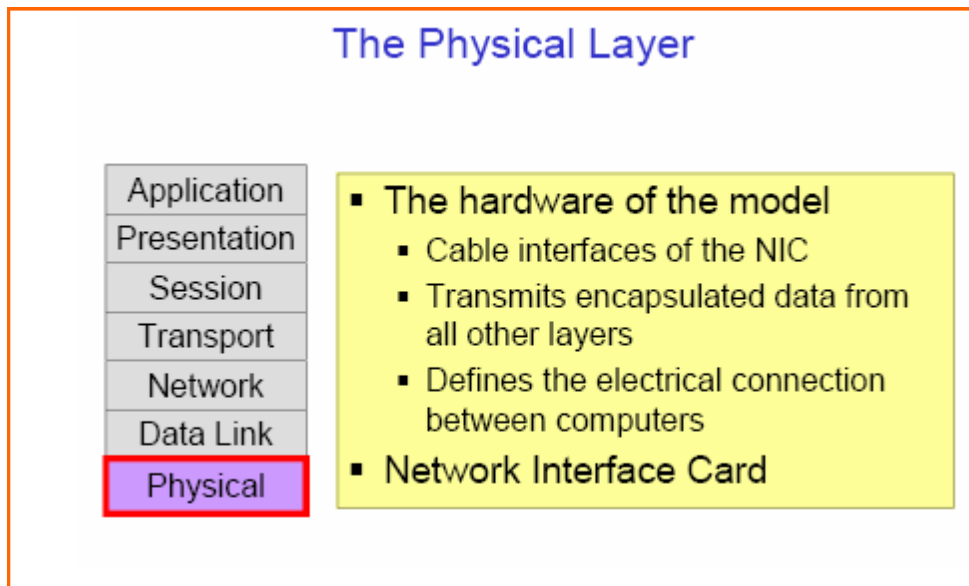 The Physical Layer
Application
Presentation
Session
Transport
Network
Data Link
Physical
▪ The hardware of the model
▪ Cable interfaces of the NIC
▪ Transmits encapsulated data from
all other layers
▪ Defines the electrical connection
between computers
▪ Network Interface Card